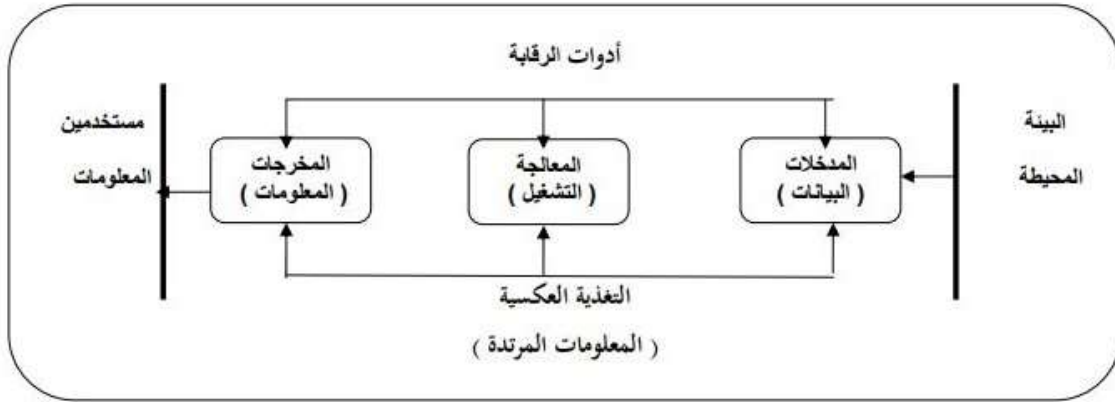 أدوات الرقابة
البيئة
المحيطة
المدخلات
( البيانات )
المعالجة
( التشغيل )
المخرجات
( المعلومات )
مستخدمين
المعلومات
التغذية العكسية
( المعلومات المرتدة )